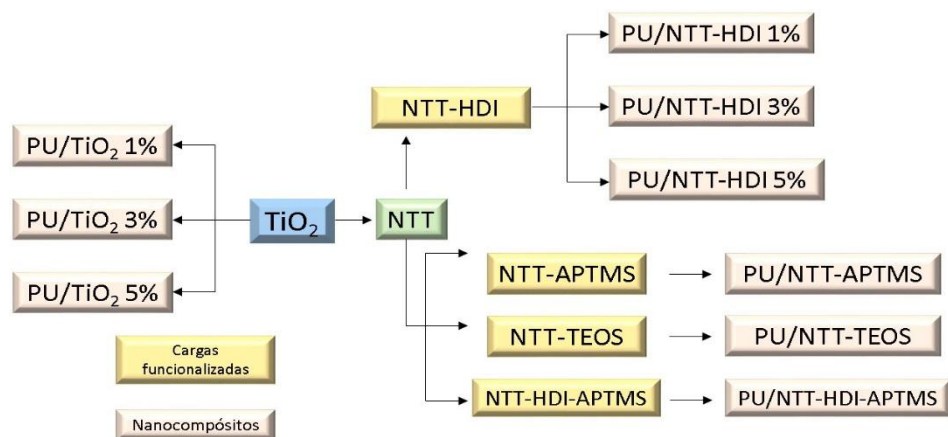 PU/NTT-HDI 1%
NTT-HDI
PU/NTT-HDI 3%
PU/TiO₂ 1%
PU/NTT-HDI 5%
PU/TiO₂ 3%
TiO₂
NTT
PU/TiO₂ 5%
NTT-APTMS
PU/NTT-APTMS
NTT-TEOS
PU/NTT-TEOS
Cargas
funcionalizadas
NTT-HDI-APTMS
PU/NTT-HDI-APTMS
Nanocompósitos